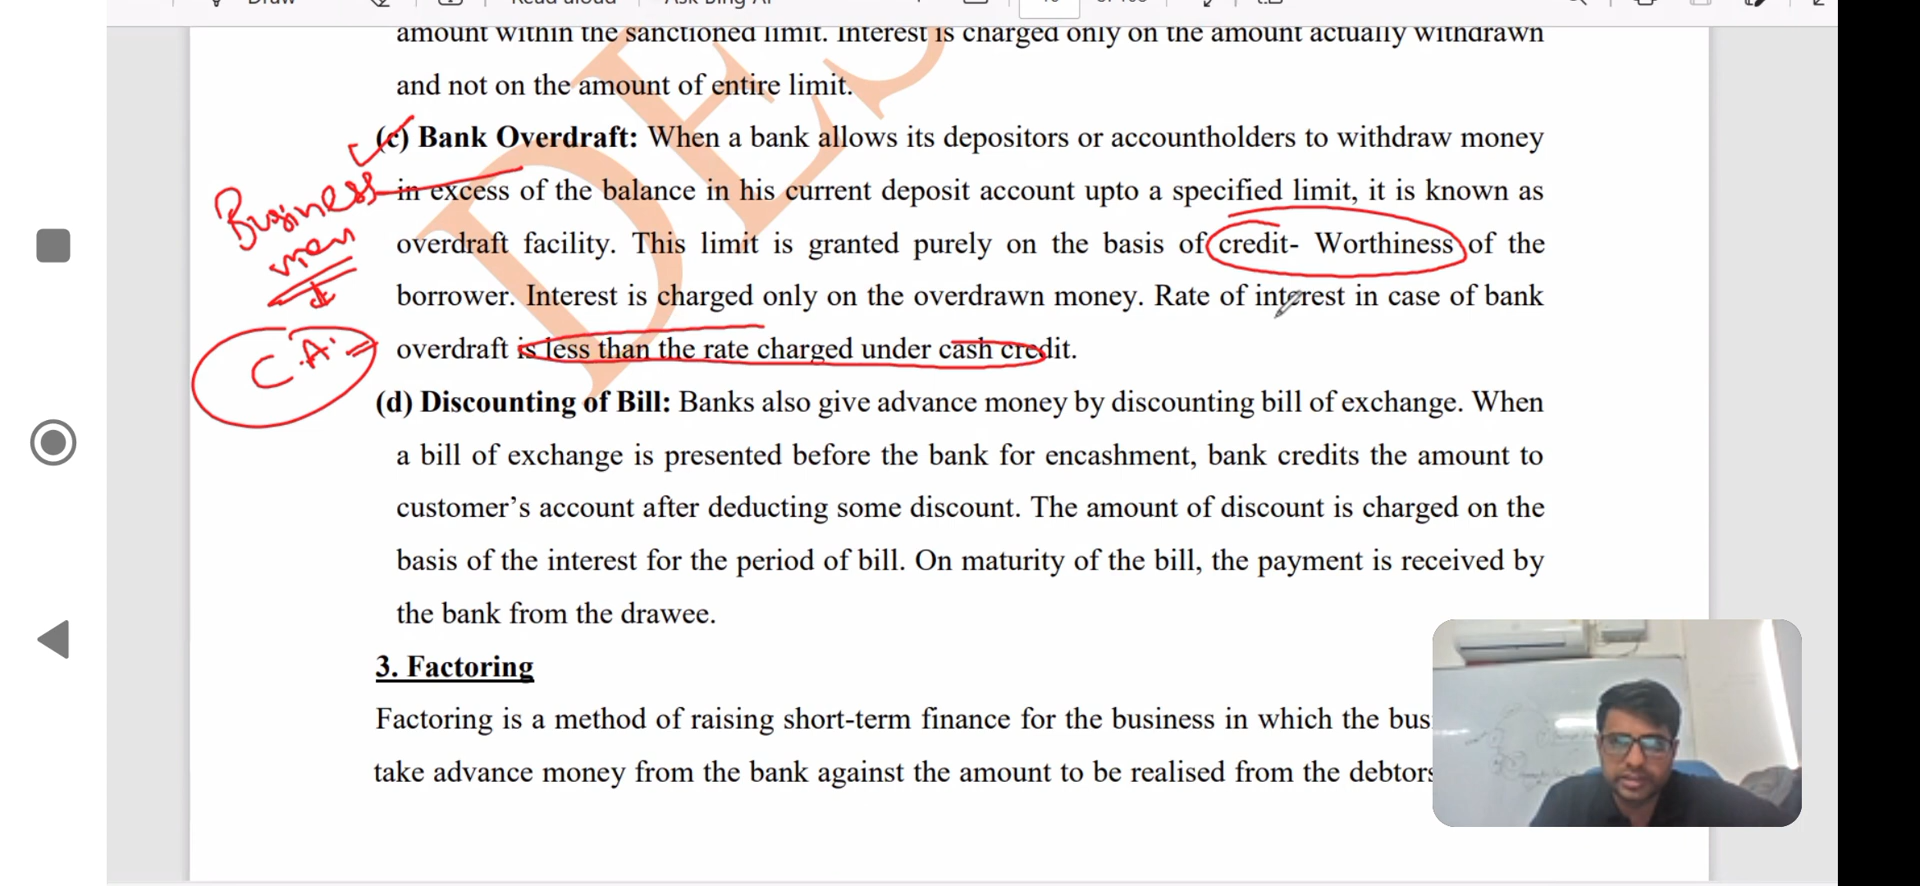 Draw
Read aloud
Ask Bing AI
amount within the sanctioned limit. Interest is charged only on the amount actually withdrawn
and not on the amount of entire limit.
(c) Bank Overdraft: When a bank allows its depositors or accountholders to withdraw money
in excess of the balance in his current deposit account upto a specified limit, it is known as
overdraft facility. This limit is granted purely on the basis of credit- Worthiness of the
borrower. Interest is charged only on the overdrawn money. Rate of interest in case of bank
overdraft is less than the rate charged under cash credit.
Business
men
C.A.
(d) Discounting of Bill: Banks also give advance money by discounting bill of exchange. When
a bill of exchange is presented before the bank for encashment, bank credits the amount to
customer’s account after deducting some discount. The amount of discount is charged on the
basis of the interest for the period of bill. On maturity of the bill, the payment is received by
the bank from the drawee.
3. Factoring
Factoring is a method of raising short-term finance for the business in which the bus
take advance money from the bank against the amount to be realised from the debtors